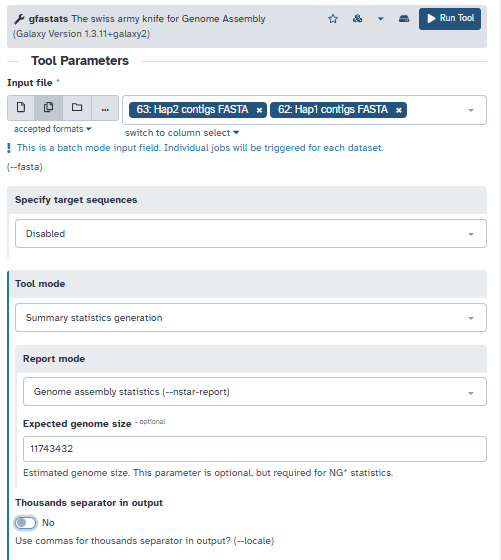 gfastats The swiss army knife for Genome Assembly
(Galaxy Version 1.3.11+galaxy2)
Run Tool
Tool Parameters
Input file *
...
63: Hap2 contigs FASTA ×
62: Hap1 contigs FASTA ×
accepted formats
switch to column select
! This is a batch mode input field. Individual jobs will be triggered for each dataset.
(--fasta)
Specify target sequences
Disabled
Tool mode
Summary statistics generation
Report mode
Genome assembly statistics (--nstar-report)
Expected genome size - optional
11743432
Estimated genome size. This parameter is optional, but required for NG* statistics.
Thousands separator in output
No
Use commas for thousands separator in output? (--locale)